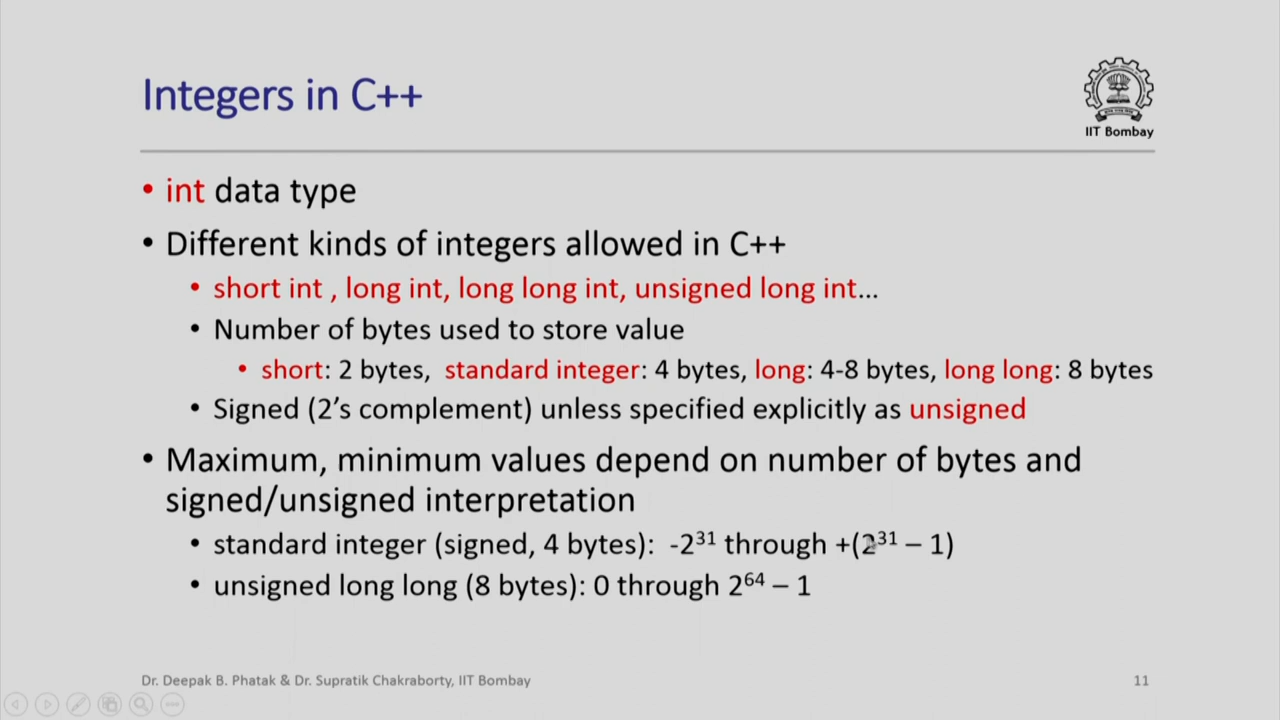 Integers in C++
IIT Bombay
• int data type
• Different kinds of integers allowed in C++
• short int , long int, long long int, unsigned long int…
• Number of bytes used to store value
• short: 2 bytes, standard integer: 4 bytes, long: 4-8 bytes, long long: 8 bytes
• Signed (2’s complement) unless specified explicitly as unsigned
• Maximum, minimum values depend on number of bytes and
signed/unsigned interpretation
• standard integer (signed, 4 bytes): -2³¹ through +(2³¹ – 1)
• unsigned long long (8 bytes): 0 through 2⁶⁴ – 1
Dr. Deepak B. Phatak & Dr. Supratik Chakraborty, IIT Bombay
11